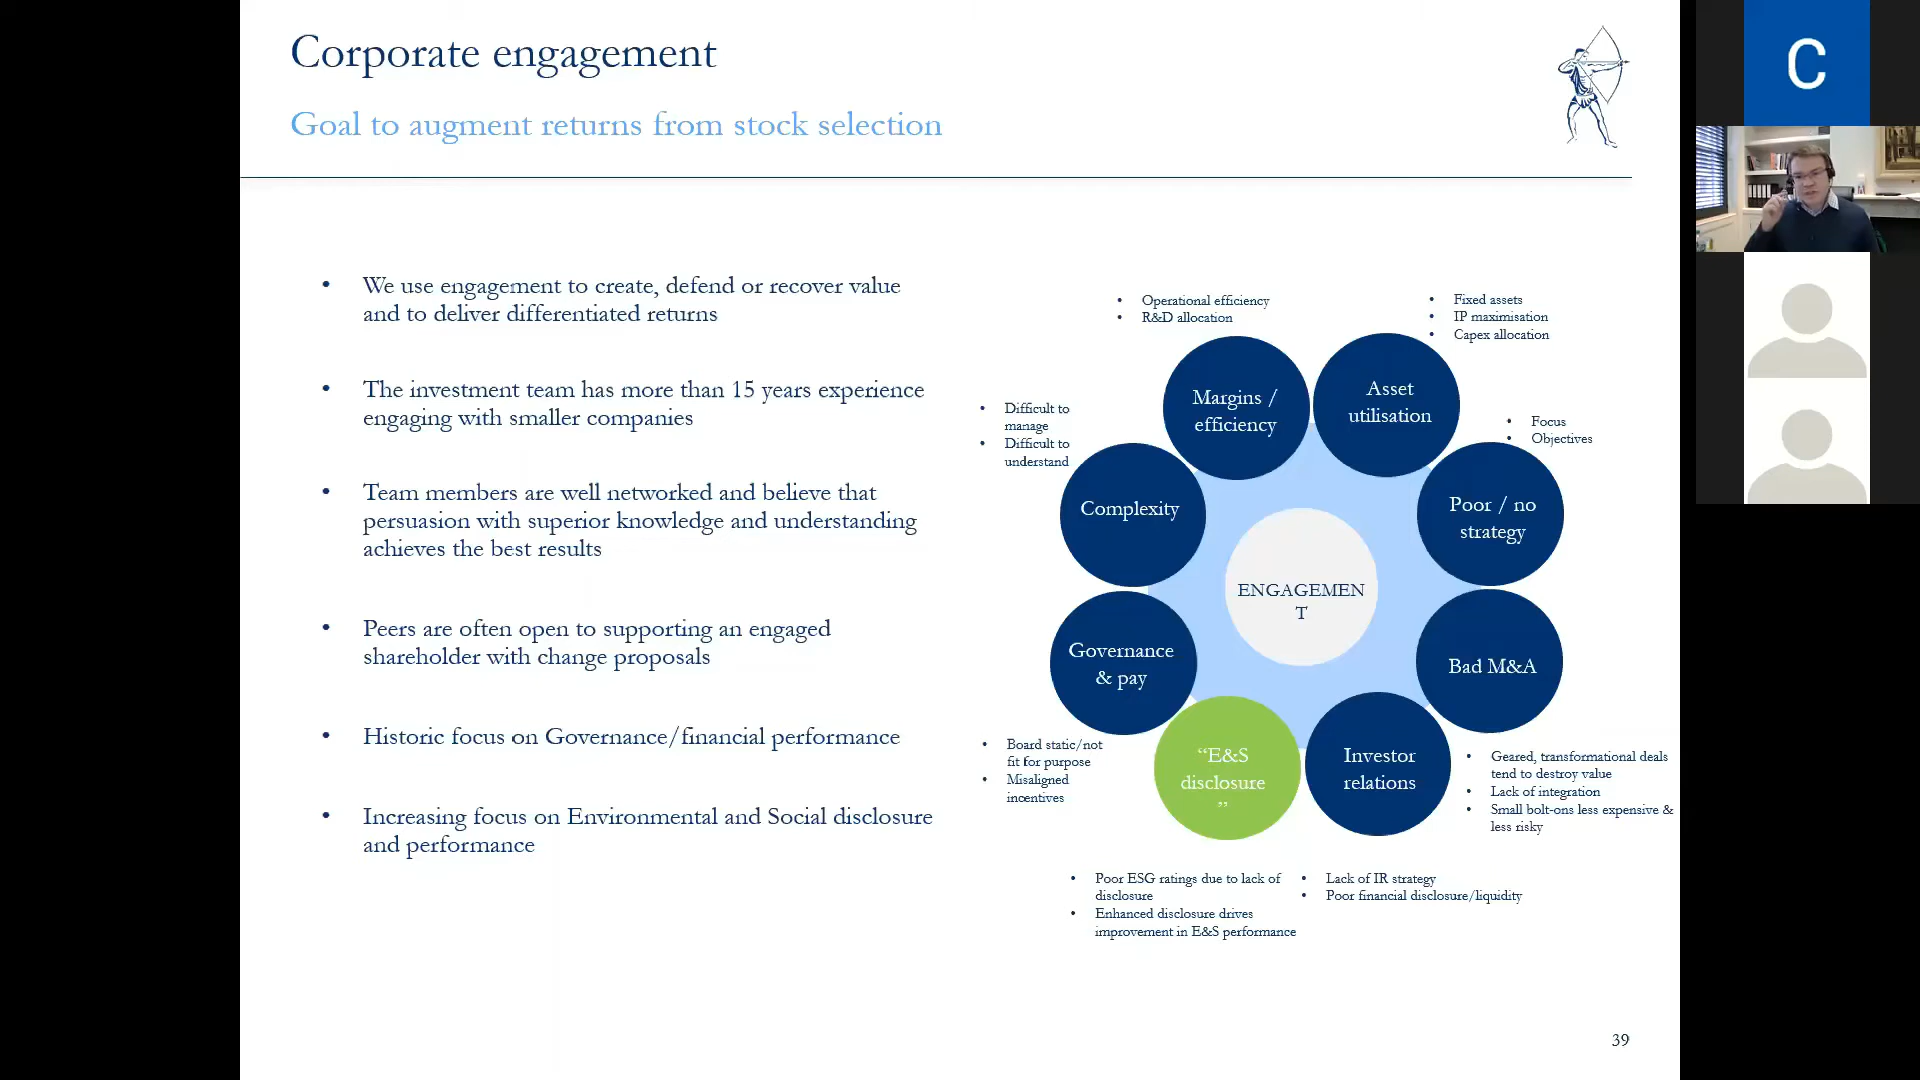 Corporate engagement
Goal to augment returns from stock selection
• We use engagement to create, defend or recover value
and to deliver differentiated returns
• The investment team has more than 15 years experience
engaging with smaller companies
• Team members are well networked and believe that
persuasion with superior knowledge and understanding
achieves the best results
• Peers are often open to supporting an engaged
shareholder with change proposals
• Historic focus on Governance/financial performance
• Increasing focus on Environmental and Social disclosure
and performance
• Operational efficiency
• R&D allocation
• Fixed assets
• IP maximisation
• Capex allocation
Margins /
efficiency
Asset
utilisation
• Difficult to
manage
• Difficult to
understand
• Focus
• Objectives
Complexity
Poor / no
strategy
ENGAGEMEN
T
Governance
& pay
Bad M&A
• Board static/not
fit for purpose
• Misaligned
incentives
“E&S
disclosure
”
Investor
relations
• Geared, transformational deals
tend to destroy value
• Lack of integration
• Small bolt-ons less expensive &
less risky
• Poor ESG ratings due to lack of
disclosure
• Enhanced disclosure drives
improvement in E&S performance
• Lack of IR strategy
• Poor financial disclosure/liquidity
39
C